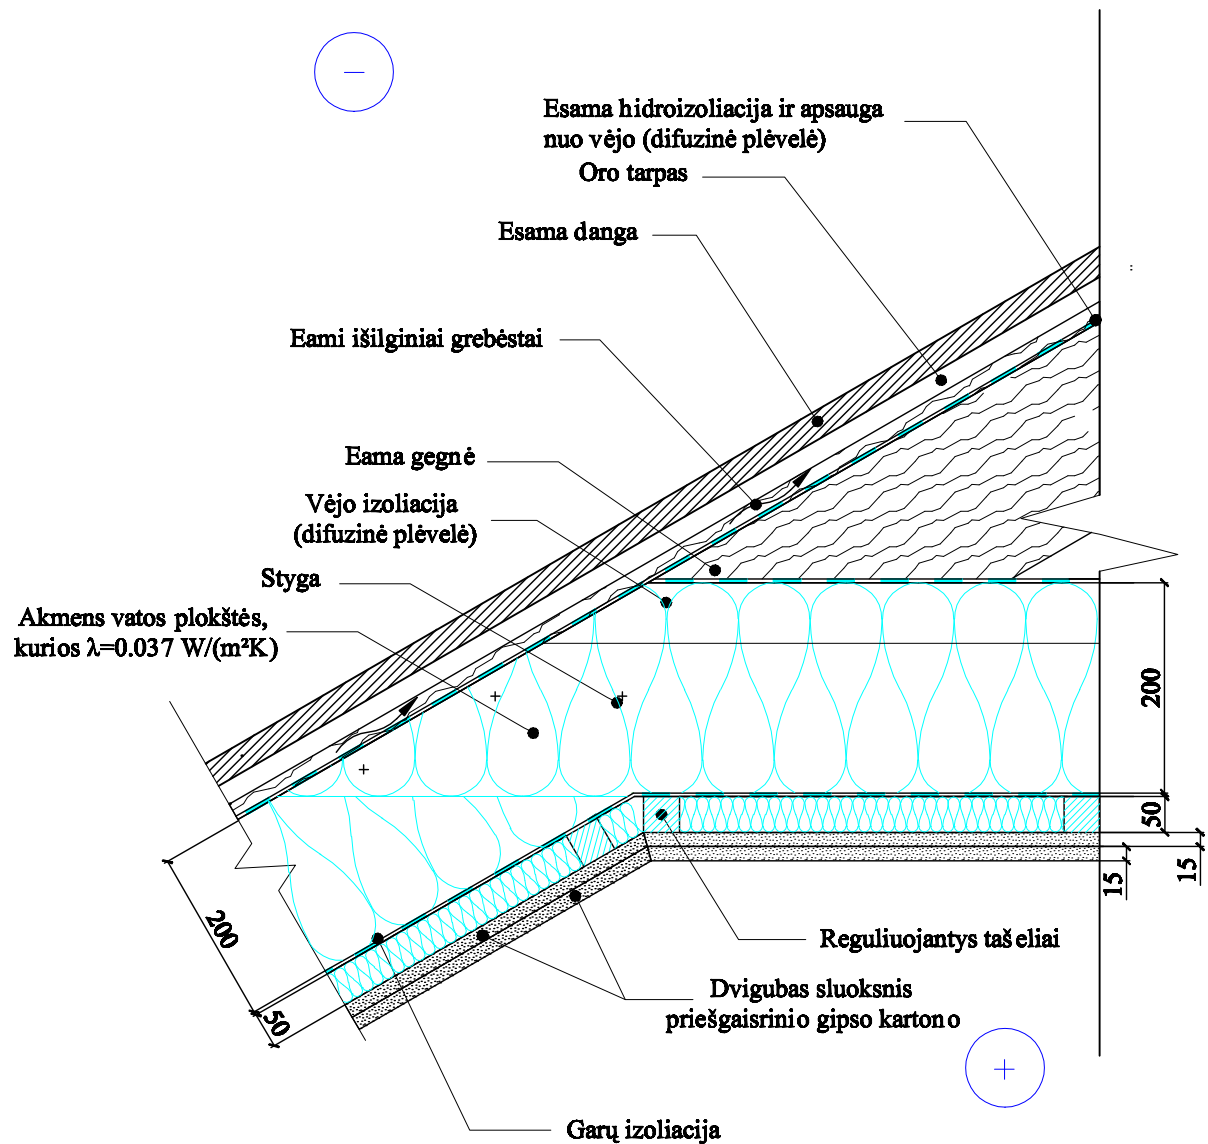 Esama hidroizoliacija ir apsauga
nuo vėjo (difuzinė plėvelė)
Oro tarpas
Esama danga
Eami išilginiai grebėstai
Eama gegnė
Vėjo izoliacija
(difuzinė plėvelė)
Styga
Akmens vatos plokštės,
kurios λ=0.037 W/(m²K)
200
50
15
15
200
50
Reguliuojantys tašeliai
Dvigubas sluoksnis
priešgaisrinio gipso kartono
Garų izoliacija